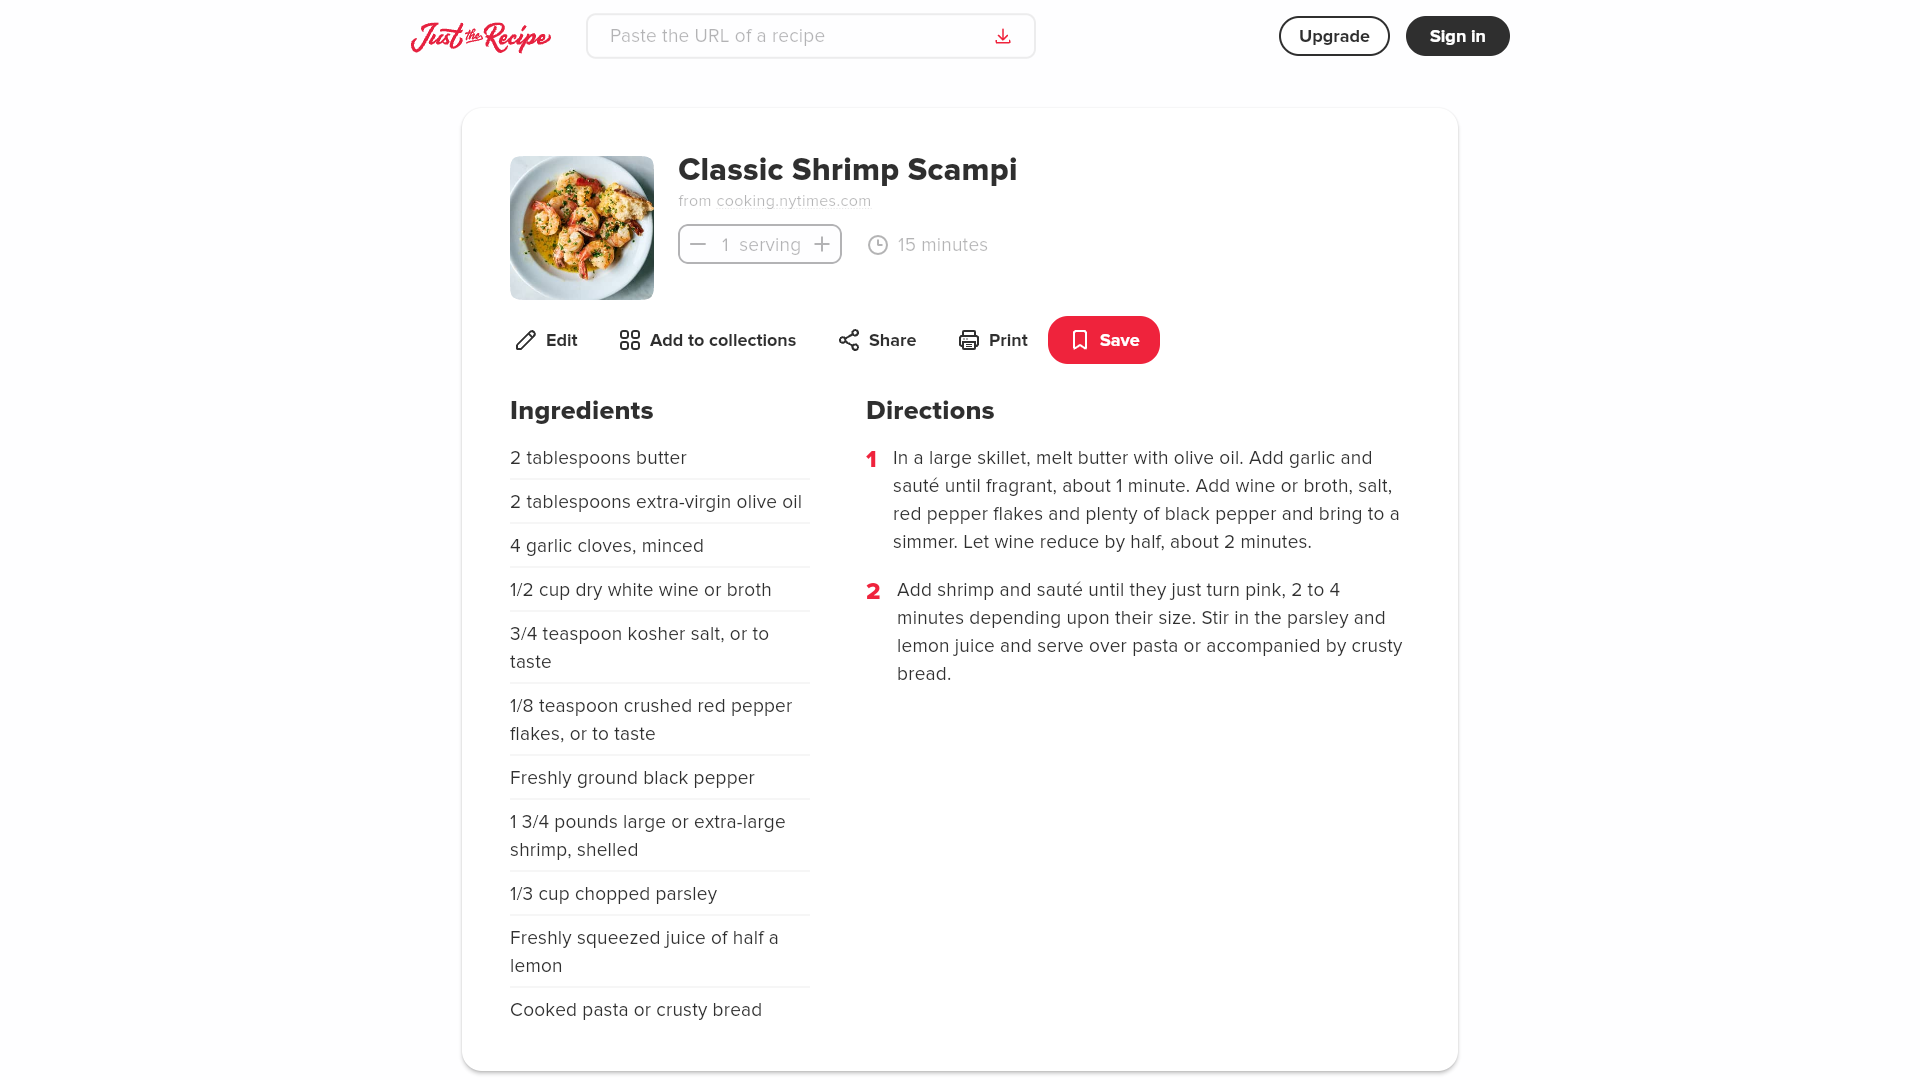 Just the Recipe
Paste the URL of a recipe
Upgrade
Sign in
Classic Shrimp Scampi
from cooking.nytimes.com
1 serving
15 minutes
Edit
Add to collections
Share
Print
Save
Ingredients
2 tablespoons butter
2 tablespoons extra-virgin olive oil
4 garlic cloves, minced
1/2 cup dry white wine or broth
3/4 teaspoon kosher salt, or to
taste
1/8 teaspoon crushed red pepper
flakes, or to taste
Freshly ground black pepper
1 3/4 pounds large or extra-large
shrimp, shelled
1/3 cup chopped parsley
Freshly squeezed juice of half a
lemon
Cooked pasta or crusty bread
Directions
1 In a large skillet, melt butter with olive oil. Add garlic and
sauté until fragrant, about 1 minute. Add wine or broth, salt,
red pepper flakes and plenty of black pepper and bring to a
simmer. Let wine reduce by half, about 2 minutes.
2 Add shrimp and sauté until they just turn pink, 2 to 4
minutes depending upon their size. Stir in the parsley and
lemon juice and serve over pasta or accompanied by crusty
bread.